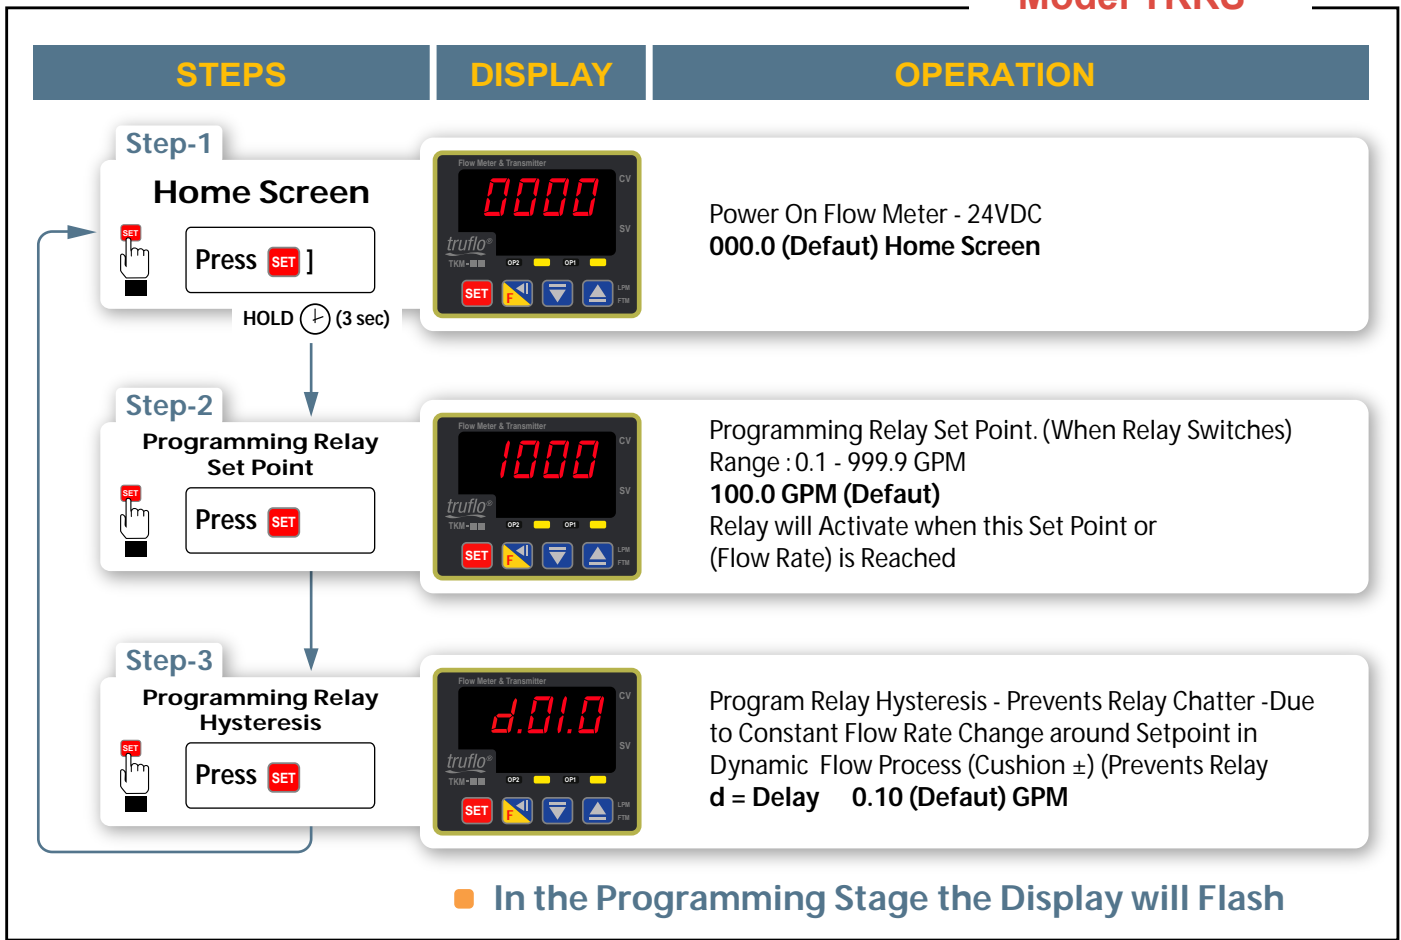 Model TKRS
STEPS
DISPLAY
OPERATION
Step-1
Home Screen
SET
Press SET ]
HOLD (3 sec)
Flow Meter & Transmitter
0000
CV
SV
truflo®
TKM-
OP2
OP1
SET
F
LPM
FTM
Power On Flow Meter - 24VDC
000.0 (Defaut) Home Screen
Step-2
Programming Relay
Set Point
SET
Press SET
Flow Meter & Transmitter
1000
CV
SV
truflo®
TKM-
OP2
OP1
SET
F
LPM
FTM
Programming Relay Set Point. (When Relay Switches)
Range : 0.1 - 999.9 GPM
100.0 GPM (Defaut)
Relay will Activate when this Set Point or
(Flow Rate) is Reached
Step-3
Programming Relay
Hysteresis
SET
Press SET
Flow Meter & Transmitter
d.01.0
CV
SV
truflo®
TKM-
OP2
OP1
SET
F
LPM
FTM
Program Relay Hysteresis - Prevents Relay Chatter -Due
to Constant Flow Rate Change around Setpoint in
Dynamic Flow Process (Cushion ±) (Prevents Relay
d = Delay 0.10 (Defaut) GPM
In the Programming Stage the Display will Flash